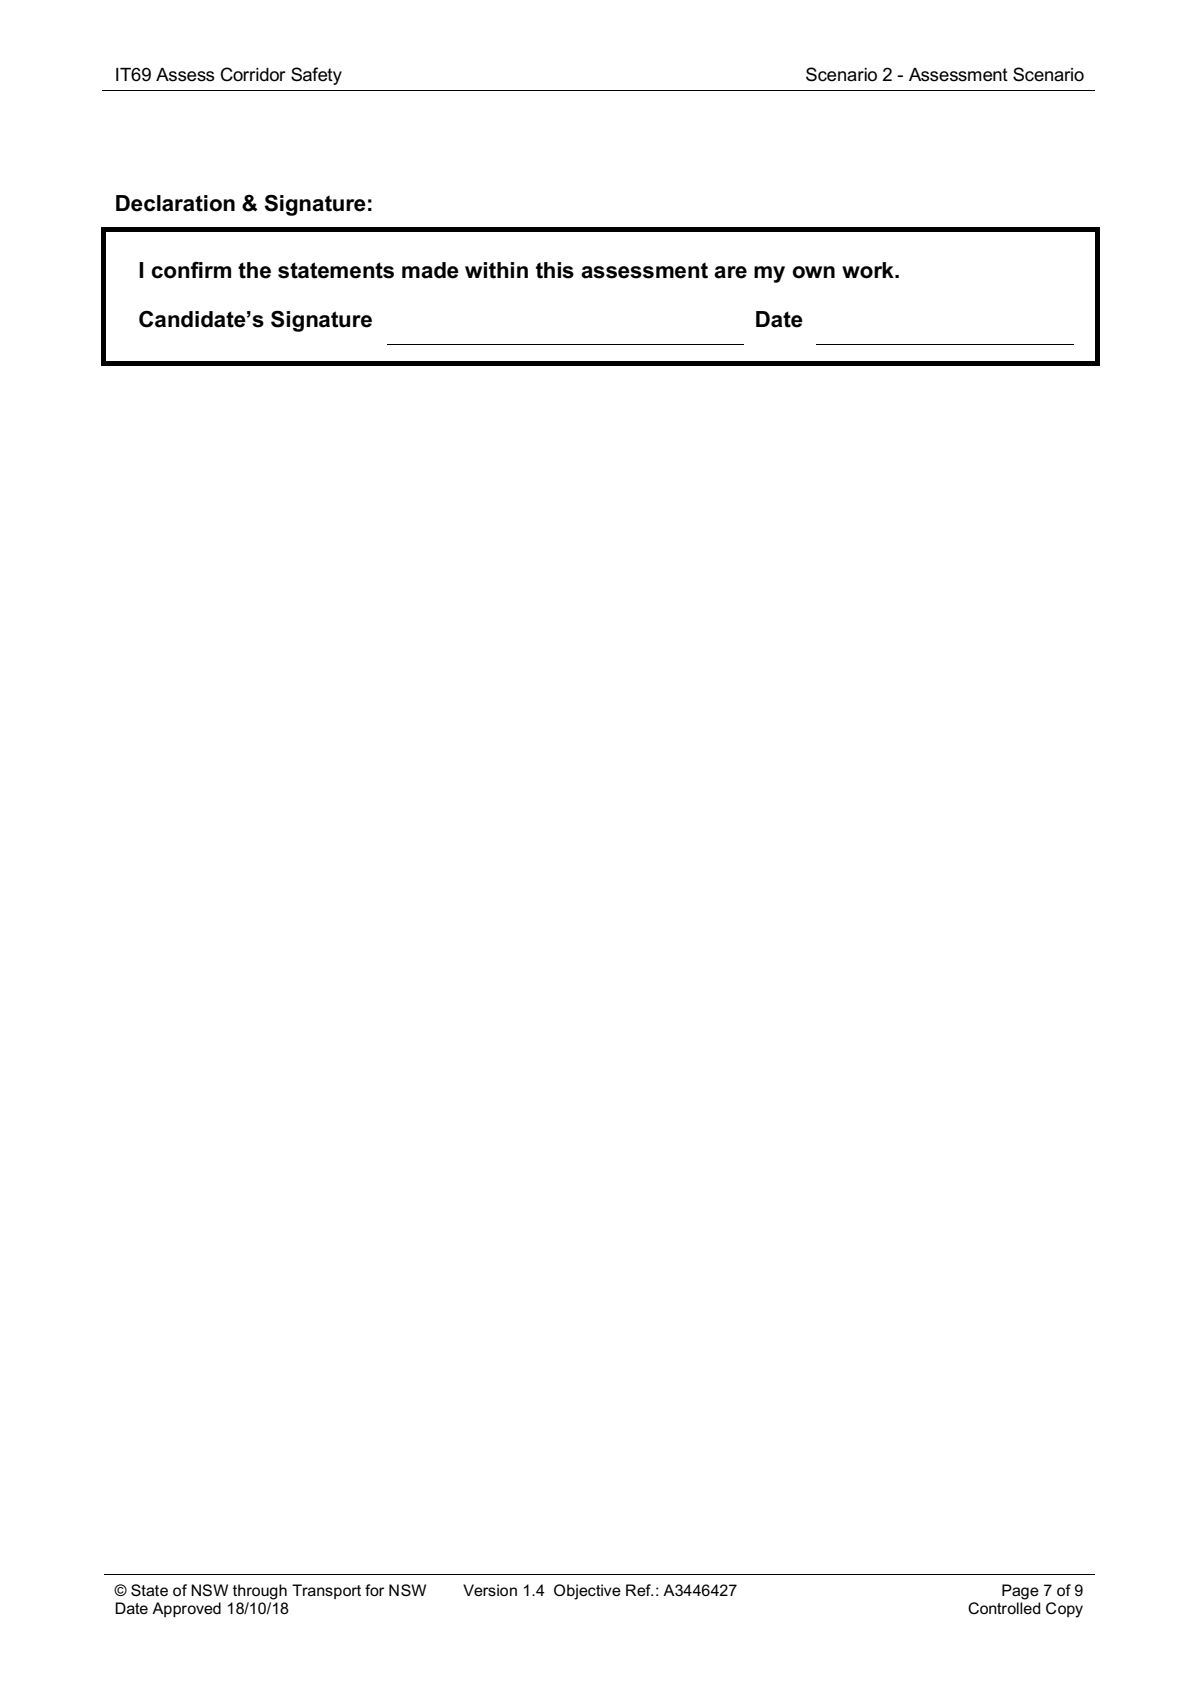 IT69 Assess Corridor Safety Scenario 2 - Assessment Scenario
Declaration & Signature:
I confirm the statements made within this assessment are my own work.
Candidate’s Signature Date
© State of NSW through Transport for NSW Version 1.4 Objective Ref.: A3446427 Page 7 of 9
Date Approved 18/10/18 Controlled Copy